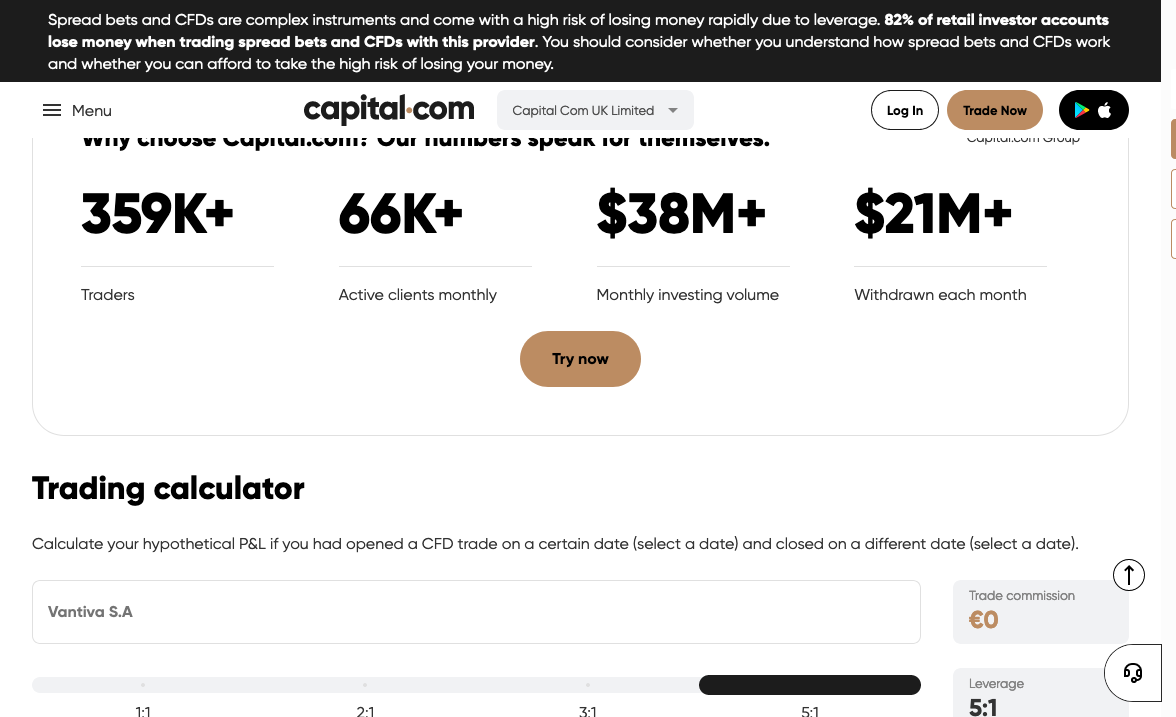 Spread bets and CFDs are complex instruments and come with a high risk of losing money rapidly due to leverage. 82% of retail investor accounts
lose money when trading spread bets and CFDs with this provider. You should consider whether you understand how spread bets and CFDs work
and whether you can afford to take the high risk of losing your money.
Menu
capital.com
Capital Com UK Limited
Log In
Trade Now
Why choose Capital.com? Our numbers speak for themselves.
Capital.com Group
359K+
66K+
$38M+
$21M+
Traders
Active clients monthly
Monthly investing volume
Withdrawn each month
Try now
Trading calculator
Calculate your hypothetical P&L if you had opened a CFD trade on a certain date (select a date) and closed on a different date (select a date).
Vantiva S.A
Trade commission
€0
Leverage
5:1
1:1
2:1
3:1
5:1